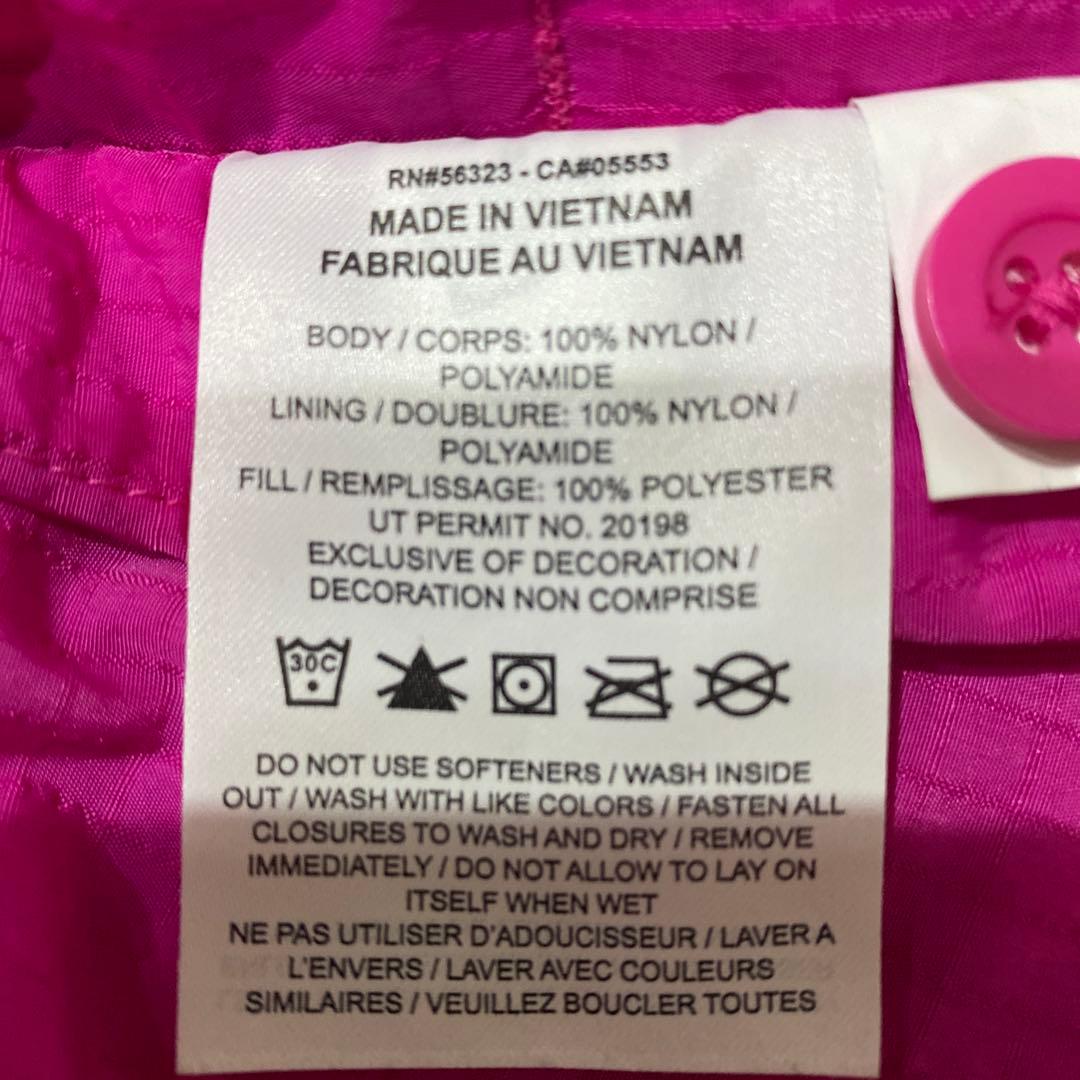 RN#56323 - CA#05553
MADE IN VIETNAM
FABRIQUE AU VIETNAM
BODY / CORPS: 100% NYLON /
POLYAMIDE
LINING / DOUBLURE: 100% NYLON /
POLYAMIDE
FILL / REMPLISSAGE: 100% POLYESTER
UT PERMIT NO. 20198
EXCLUSIVE OF DECORATION /
DECORATION NON COMPRISE
30C
DO NOT USE SOFTENERS / WASH INSIDE
OUT / WASH WITH LIKE COLORS / FASTEN ALL
CLOSURES TO WASH AND DRY / REMOVE
IMMEDIATELY / DO NOT ALLOW TO LAY ON
ITSELF WHEN WET
NE PAS UTILISER D'ADOUCISSEUR / LAVER A
L'ENVERS / LAVER AVEC COULEURS
SIMILAIRES / VEUILLEZ BOUCLER TOUTES